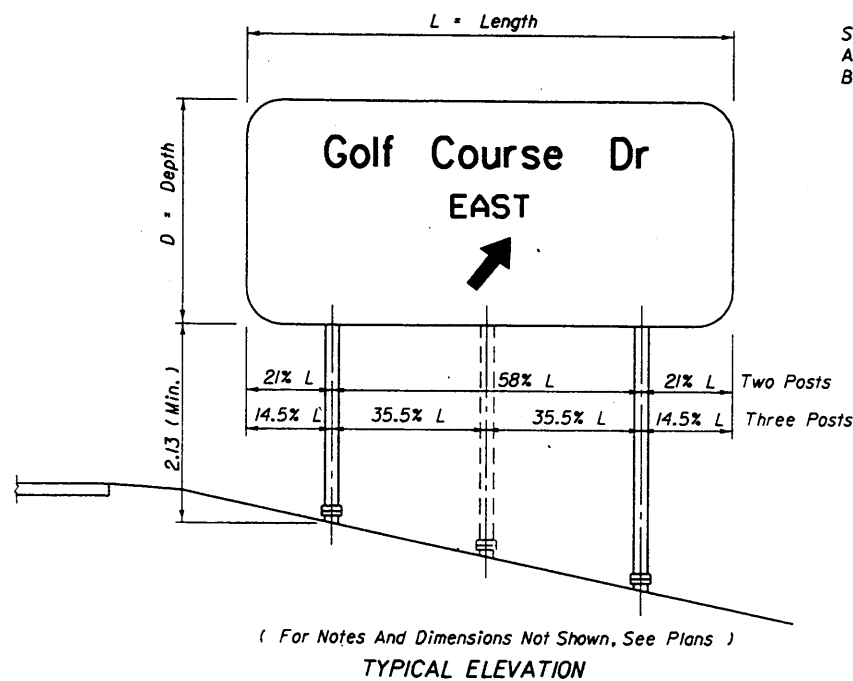 L = Length
S
A
B
D = Depth
Golf Course Dr
EAST
2.13 (Min.)
21% L 58% L 21% L Two Posts
14.5% L 35.5% L 35.5% L 14.5% L Three Posts
( For Notes And Dimensions Not Shown, See Plans )
TYPICAL ELEVATION